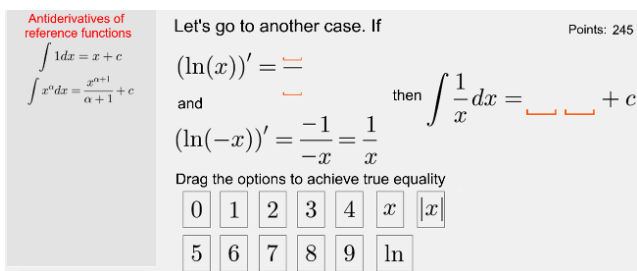 Antiderivatives of
reference functions
∫ 1dx = x + c
∫ xᵅdx = xᵅ⁺¹/(α + 1) + c
Let's go to another case. If
Points: 245
(ln(x))′ = —
and
then ∫ 1/x dx = + c
(ln(−x))′ = −1/−x = 1/x
Drag the options to achieve true equality
0 1 2 3 4 x |x|
5 6 7 8 9 ln